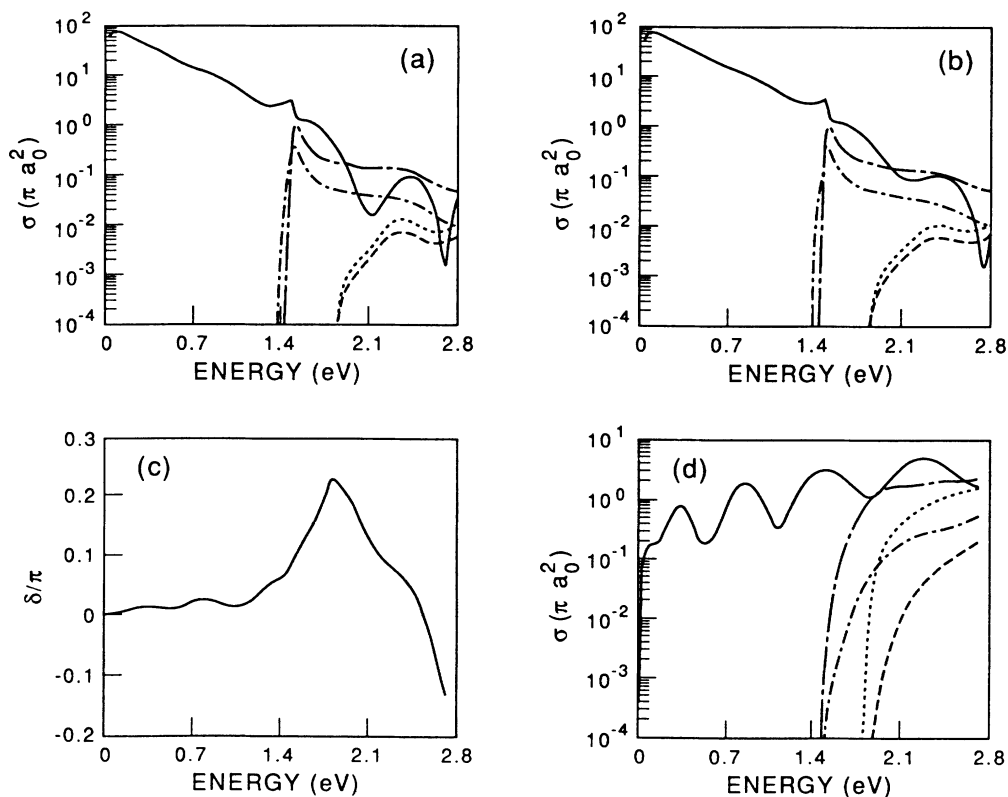 (a)
10^2
10^1
10^0
10^-1
10^-2
10^-3
10^-4
σ (π a_0^2)
0 0.7 1.4 2.1 2.8
ENERGY (eV)
(b)
10^2
10^1
10^0
10^-1
10^-2
10^-3
10^-4
σ (π a_0^2)
0 0.7 1.4 2.1 2.8
ENERGY (eV)
(c)
0.3
0.2
0.1
0
-0.1
-0.2
δ/π
0 0.7 1.4 2.1 2.8
ENERGY (eV)
(d)
10^1
10^0
10^-1
10^-2
10^-3
10^-4
σ (π a_0^2)
0 0.7 1.4 2.1 2.8
ENERGY (eV)